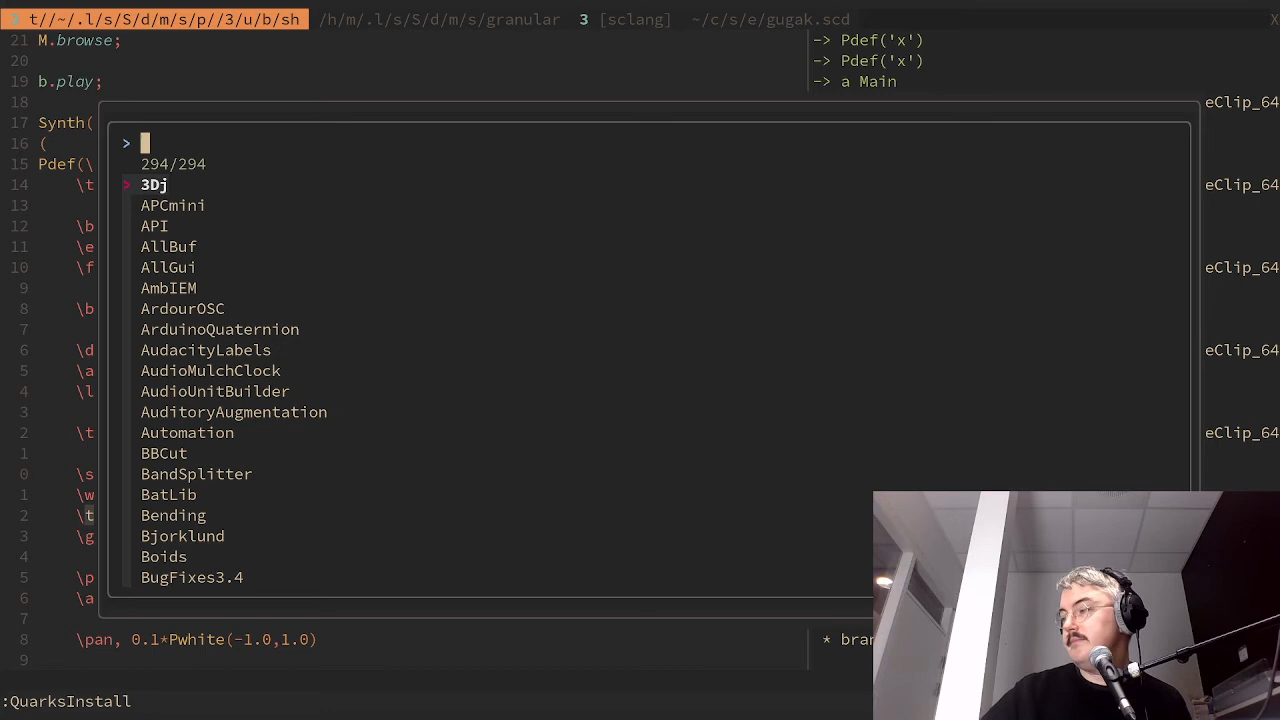 3 t//~/.l/s/S/d/m/s/p//3/u/b/sh /h/m/.l/s/S/d/m/s/granular 3 [sclang] ~/c/s/e/gugak.scd X
21 M.browse; -> Pdef('x')
20 -> Pdef('x')
19 b.play; -> a Main
18 eClip_64
17 Synth(
16 ( > 
15 Pdef(\ 294/294
14 \t > 3Dj eClip_64
13 APCmini
12 \b API
11 \e AllBuf
10 \f AllGui eClip_64
9 AmbIEM
8 \b ArdourOSC
7 ArduinoQuaternion
6 \d AudacityLabels eClip_64
5 \a AudioMulchClock
4 \l AudioUnitBuilder
3 AuditoryAugmentation
2 \t Automation eClip_64
1 BBCut
0 \s BandSplitter
1 \w BatLib
2 \t Bending
3 \g Bjorklund
4 Boids
5 \p BugFixes3.4
6 \a
7
8 \pan, 0.1*PWhite(-1.0,1.0) * bran
9
:QuarksInstall